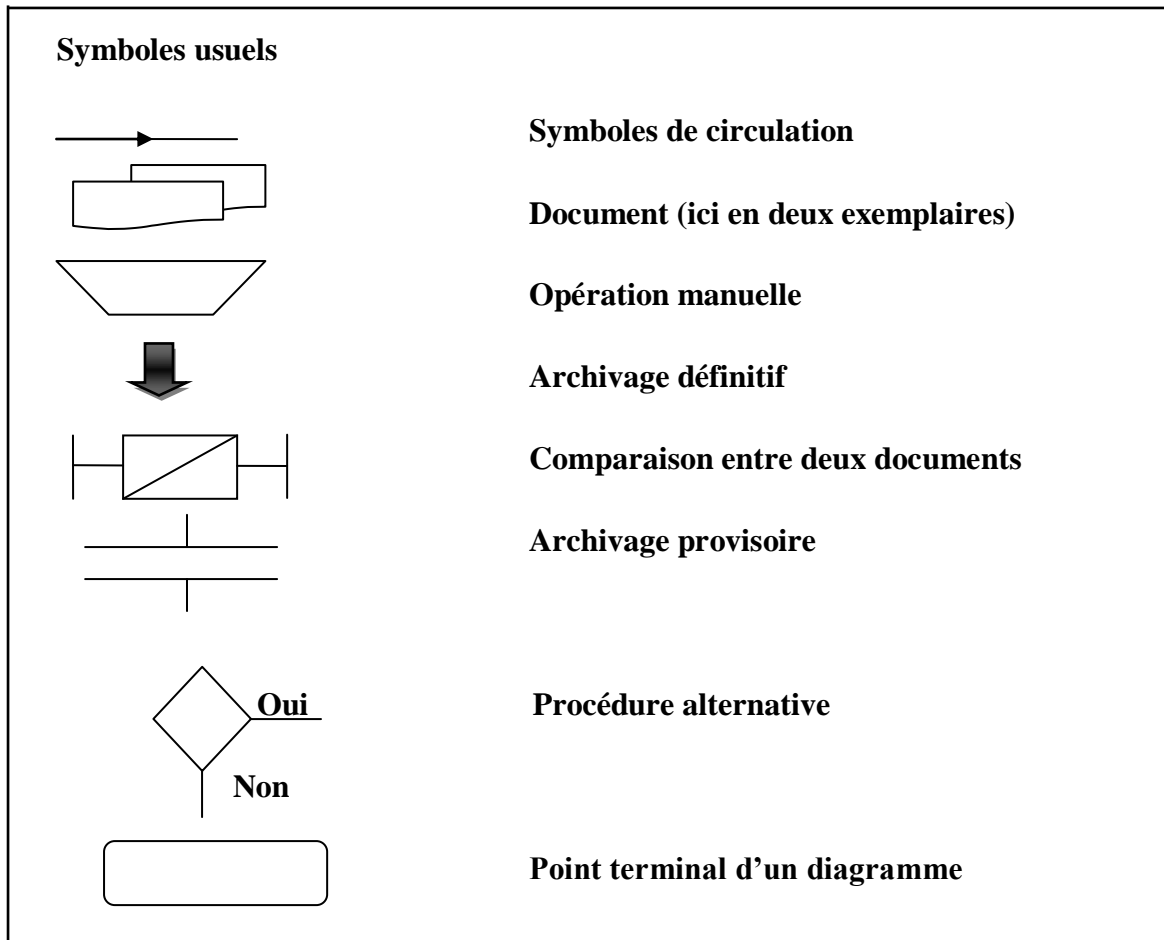 Symboles usuels
Symboles de circulation
Document (ici en deux exemplaires)
Opération manuelle
Archivage définitif
Comparaison entre deux documents
Archivage provisoire
Oui
Procédure alternative
Non
Point terminal d’un diagramme